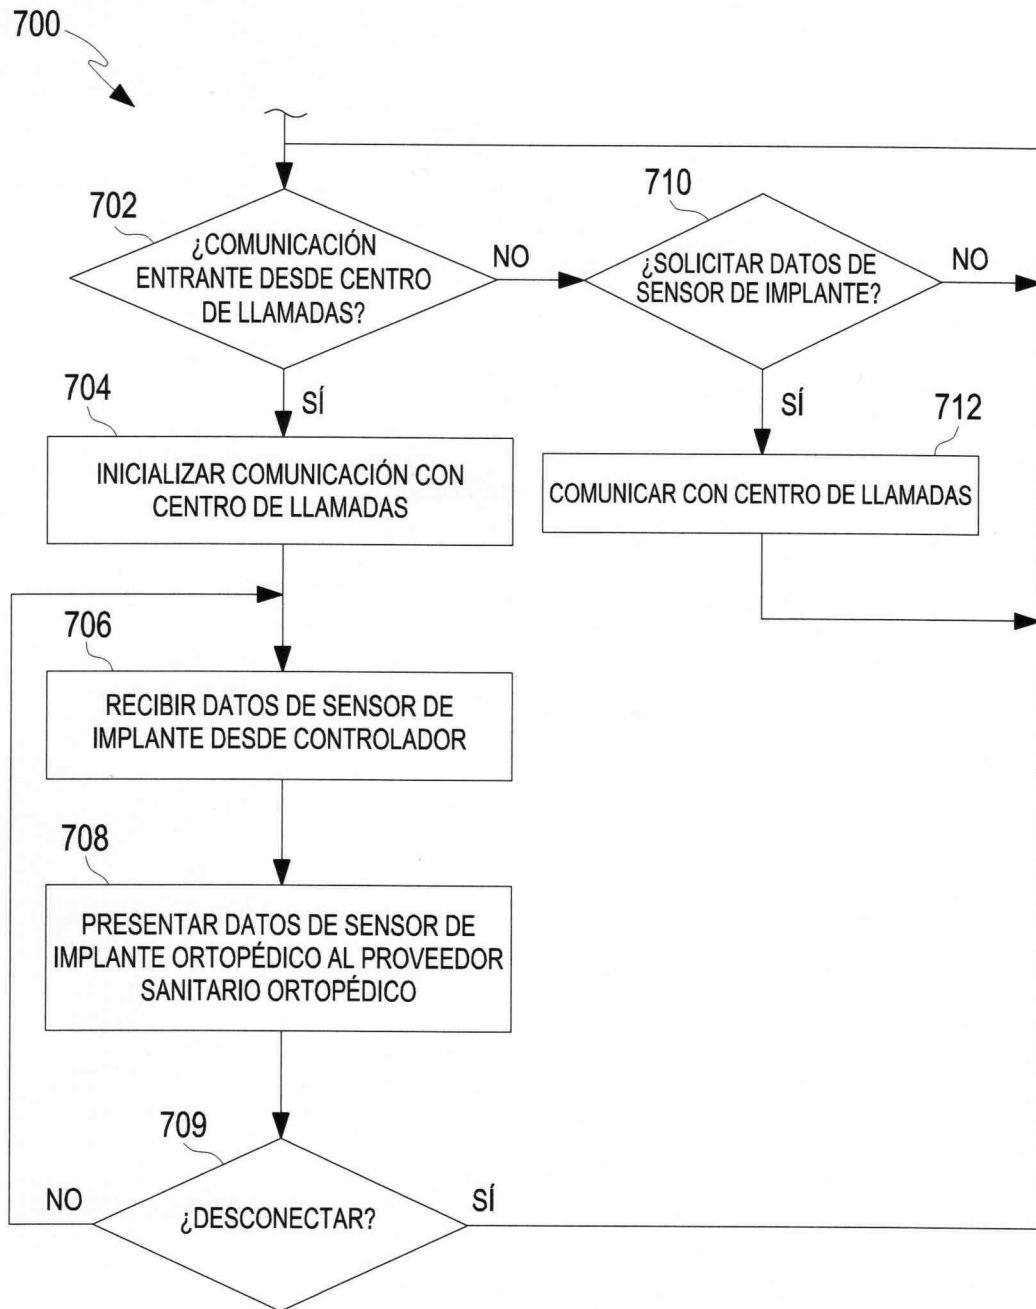 700
702
¿COMUNICACIÓN
ENTRANTE DESDE CENTRO
DE LLAMADAS?
NO
710
¿SOLICITAR DATOS DE
SENSOR DE IMPLANTE?
NO
SÍ
SÍ
704
INICIALIZAR COMUNICACIÓN CON
CENTRO DE LLAMADAS
712
COMUNICAR CON CENTRO DE LLAMADAS
706
RECIBIR DATOS DE SENSOR DE
IMPLANTE DESDE CONTROLADOR
708
PRESENTAR DATOS DE SENSOR DE
IMPLANTE ORTOPÉDICO AL PROVEEDOR
SANITARIO ORTOPÉDICO
709
NO
¿DESCONECTAR?
SÍ